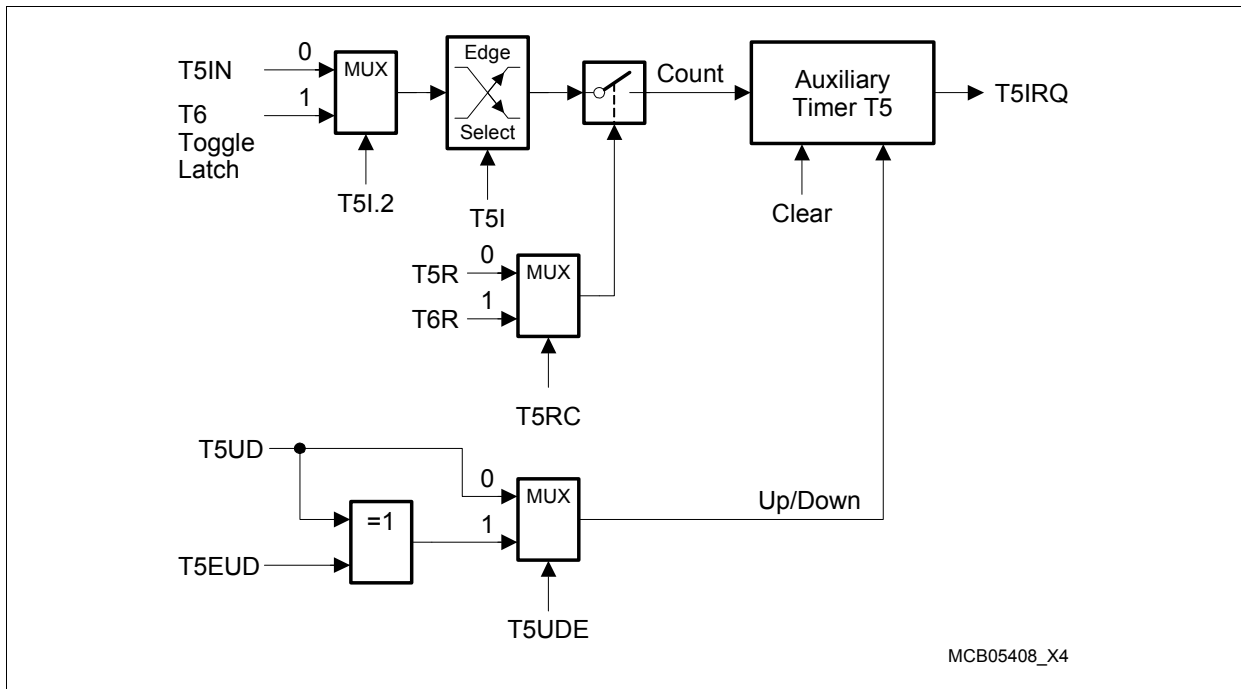 T5IN
0
MUX
T6
Toggle
Latch
1
T5I.2
Edge
Select
T5I
Count
Auxiliary
Timer T5
T5IRQ
Clear
T5R
0
MUX
T6R
1
T5RC
T5UD
0
MUX
=1
1
T5EUD
Up/Down
T5UDE
MCB05408_X4